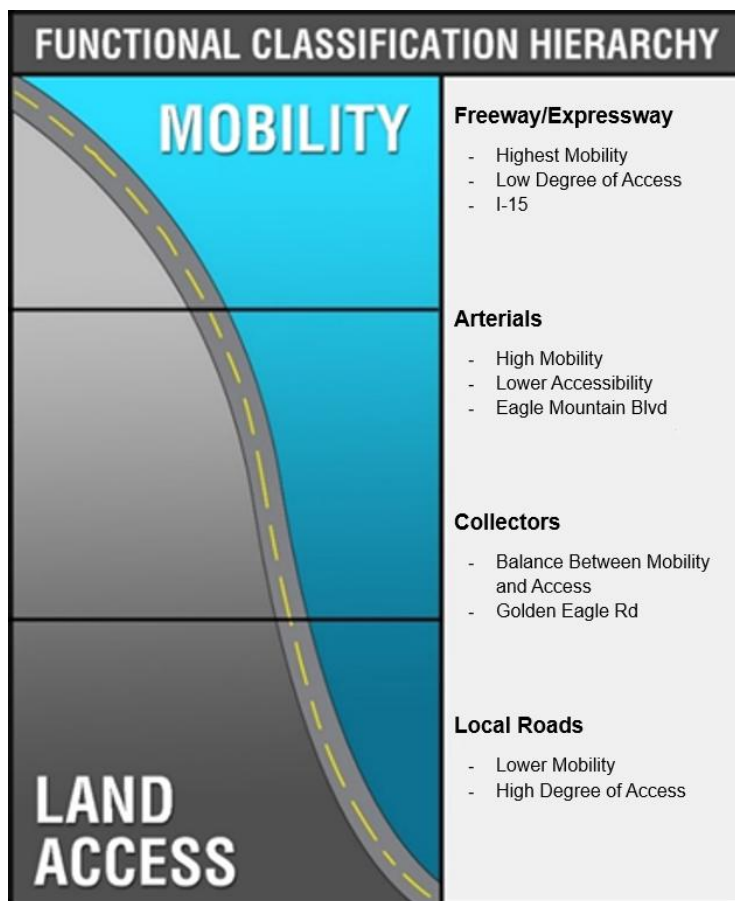 FUNCTIONAL CLASSIFICATION HIERARCHY
MOBILITY
Freeway/Expressway
- Highest Mobility
- Low Degree of Access
- I-15
Arterials
- High Mobility
- Lower Accessibility
- Eagle Mountain Blvd
Collectors
- Balance Between Mobility
and Access
- Golden Eagle Rd
Local Roads
- Lower Mobility
- High Degree of Access
LAND
ACCESS